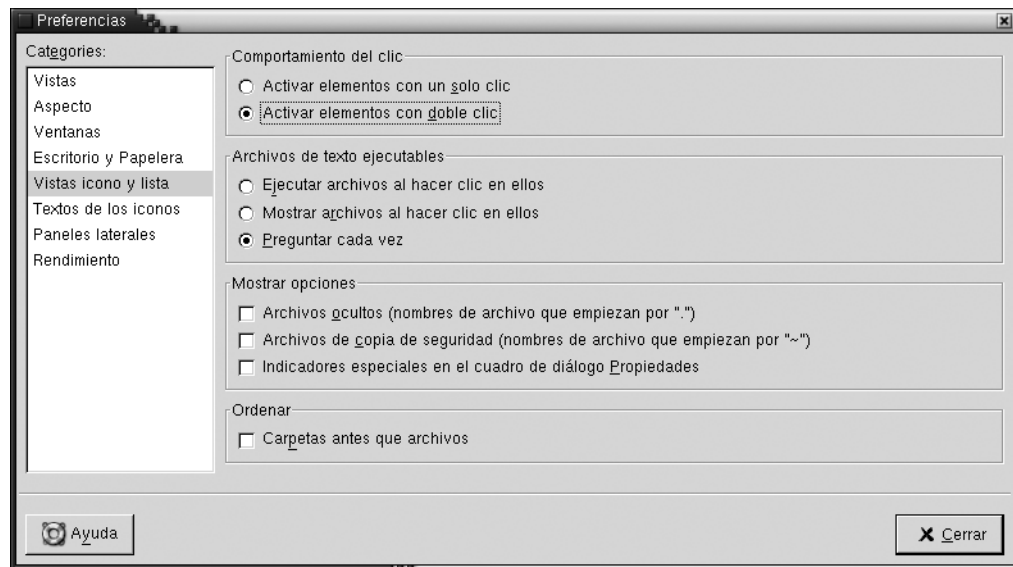 Preferencias
Categories:
Vistas
Aspecto
Ventanas
Escritorio y Papelera
Vistas icono y lista
Textos de los iconos
Paneles laterales
Rendimiento
Comportamiento del clic
Activar elementos con un solo clic
Activar elementos con doble clic
Archivos de texto ejecutables
Ejecutar archivos al hacer clic en ellos
Mostrar archivos al hacer clic en ellos
Preguntar cada vez
Mostrar opciones
Archivos ocultos (nombres de archivo que empiezan por ".")
Archivos de copia de seguridad (nombres de archivo que empiezan por "~")
Indicadores especiales en el cuadro de diálogo Propiedades
Ordenar
Carpetas antes que archivos
Ayuda
Cerrar